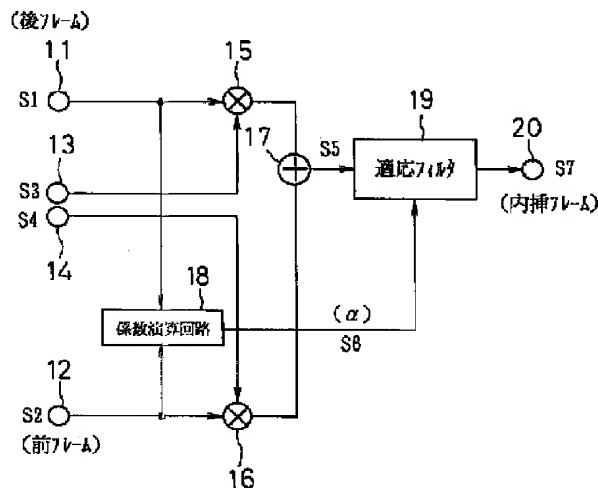 (後フレーム)
11
S1
15
13
S3
S4
14
17
S5
19
適応フィルタ
20
S7
(内挿フレーム)
18
係数演算回路
(α)
S6
12
S2
(前フレーム)
16